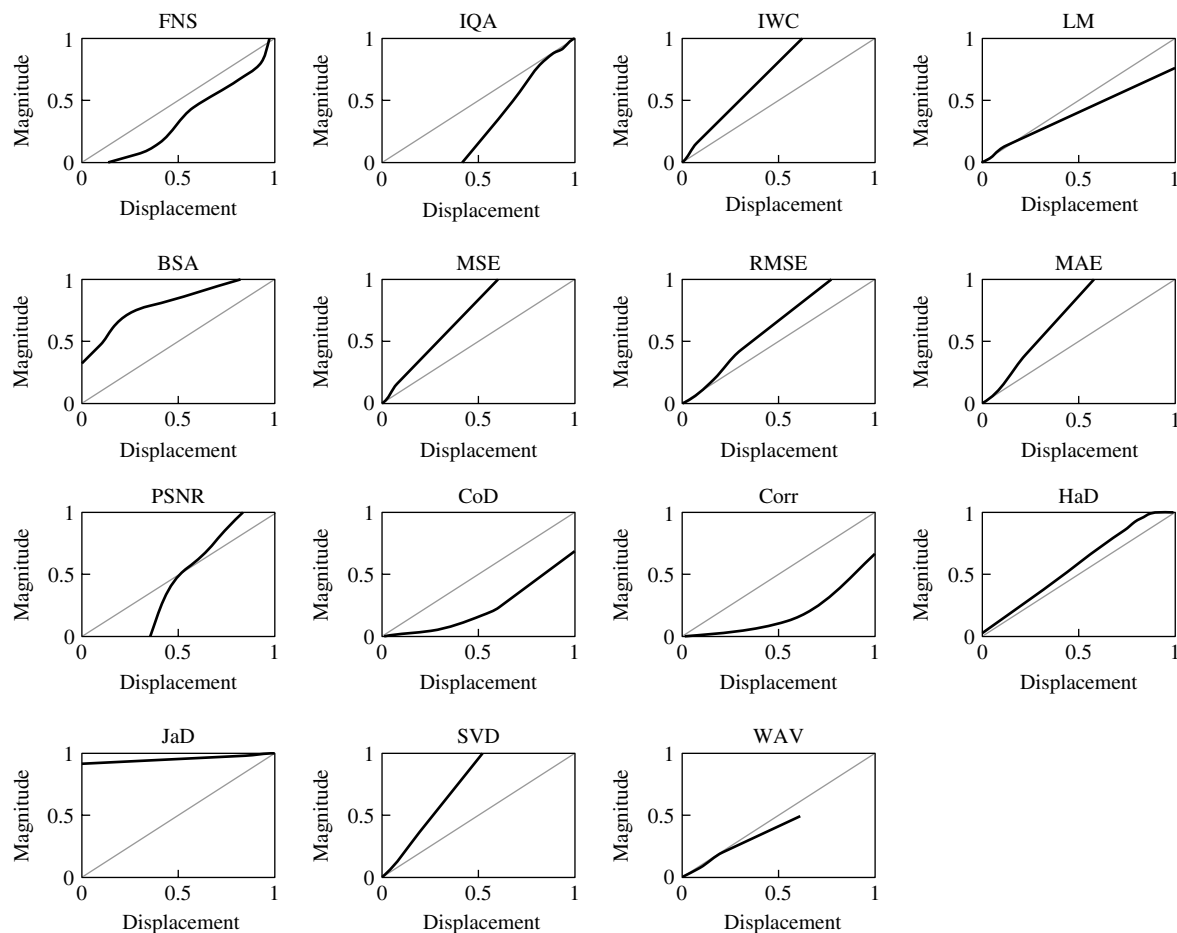 FNS
IQA
IWC
LM
1
1
1
1
Magnitude
Magnitude
Magnitude
Magnitude
0.5
0.5
0.5
0.5
0
0
0
0
0 0.5 1
0 0.5 1
0 0.5 1
0 0.5 1
Displacement
Displacement
Displacement
Displacement
BSA
MSE
RMSE
MAE
1
1
1
1
Magnitude
Magnitude
Magnitude
Magnitude
0.5
0.5
0.5
0.5
0
0
0
0
0 0.5 1
0 0.5 1
0 0.5 1
0 0.5 1
Displacement
Displacement
Displacement
Displacement
PSNR
CoD
Corr
HaD
1
1
1
1
Magnitude
Magnitude
Magnitude
Magnitude
0.5
0.5
0.5
0.5
0
0
0
0
0 0.5 1
0 0.5 1
0 0.5 1
0 0.5 1
Displacement
Displacement
Displacement
Displacement
JaD
SVD
WAV
1
1
1
Magnitude
Magnitude
Magnitude
0.5
0.5
0.5
0
0
0
0 0.5 1
0 0.5 1
0 0.5 1
Displacement
Displacement
Displacement